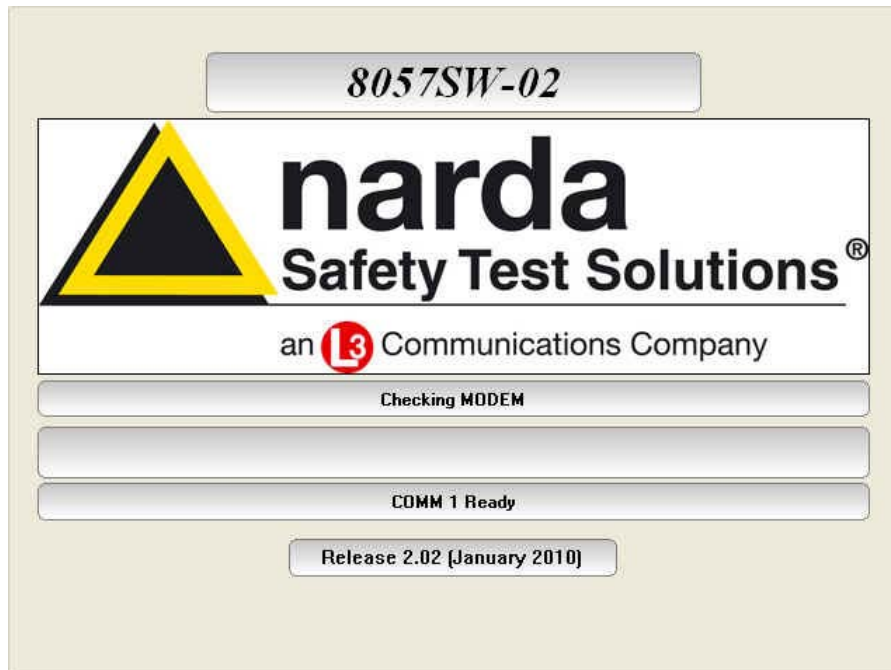 8057SW-02
narda
Safety Test Solutions®
an L3 Communications Company
Checking MODEM
COMM 1 Ready
Release 2.02 (January 2010)